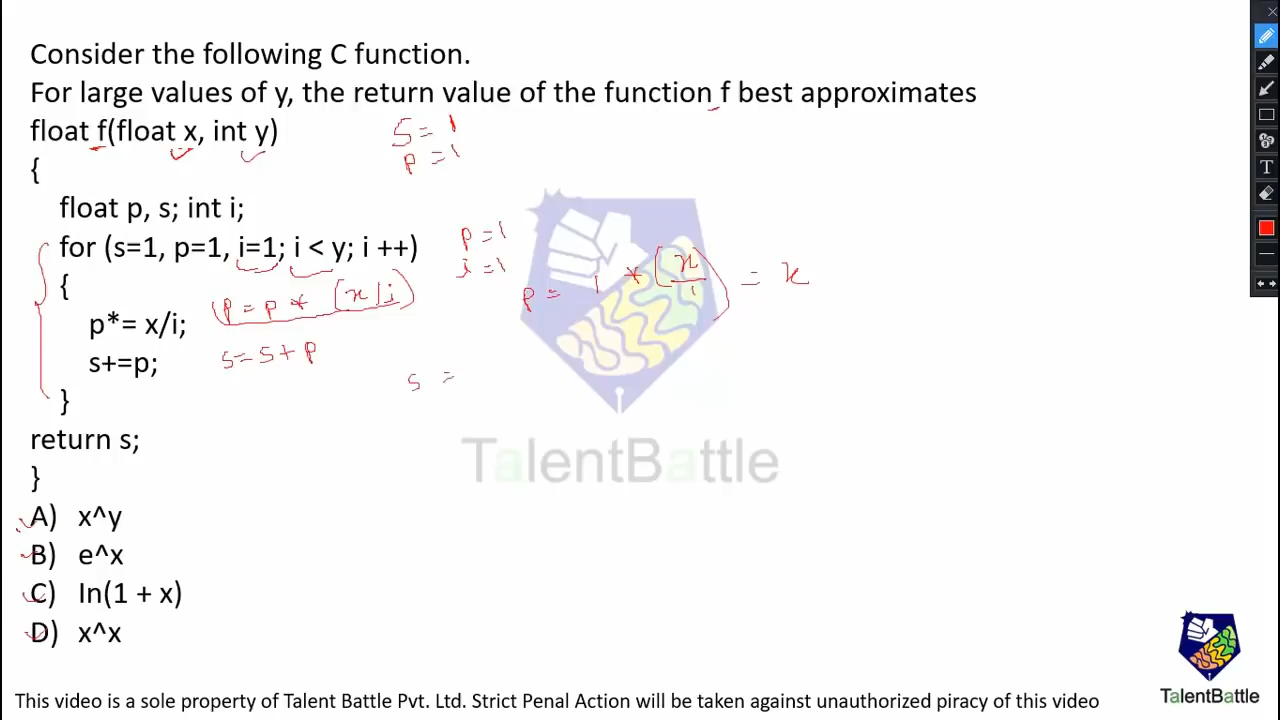 Consider the following C function.
For large values of y, the return value of the function f best approximates
float f(float x, int y)
S = 1
p = 1
{
float p, s; int i;
for (s=1, p=1, i=1; i < y; i ++)
p = 1
i = 1
{
p = p * (x/i)
p = 1 * (x/1) = x
p*= x/i;
s = s + p
s+=p;
s =
}
return s;
}
TalentBattle
A) x^y
B) e^x
C) ln(1 + x)
D) x^x
TalentBattle
This video is a sole property of Talent Battle Pvt. Ltd. Strict Penal Action will be taken against unauthorized piracy of this video